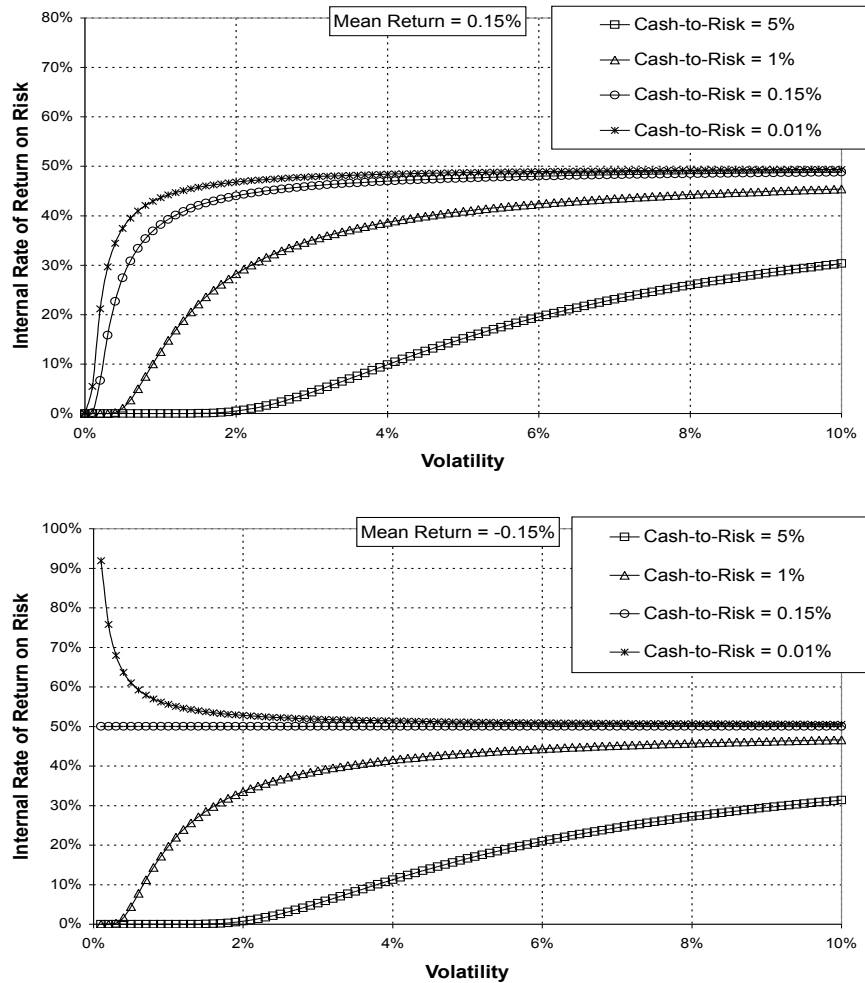 80%
Mean Return = 0.15%
Cash-to-Risk = 5%
70%
Cash-to-Risk = 1%
60%
Cash-to-Risk = 0.15%
Cash-to-Risk = 0.01%
50%
40%
30%
20%
10%
0%
Internal Rate of Return on Risk
0% 2% 4% 6% 8% 10%
Volatility
100%
Mean Return = -0.15%
Cash-to-Risk = 5%
90%
Cash-to-Risk = 1%
80%
Cash-to-Risk = 0.15%
70%
Cash-to-Risk = 0.01%
60%
50%
40%
30%
20%
10%
0%
Internal Rate of Return on Risk
0% 2% 4% 6% 8% 10%
Volatility